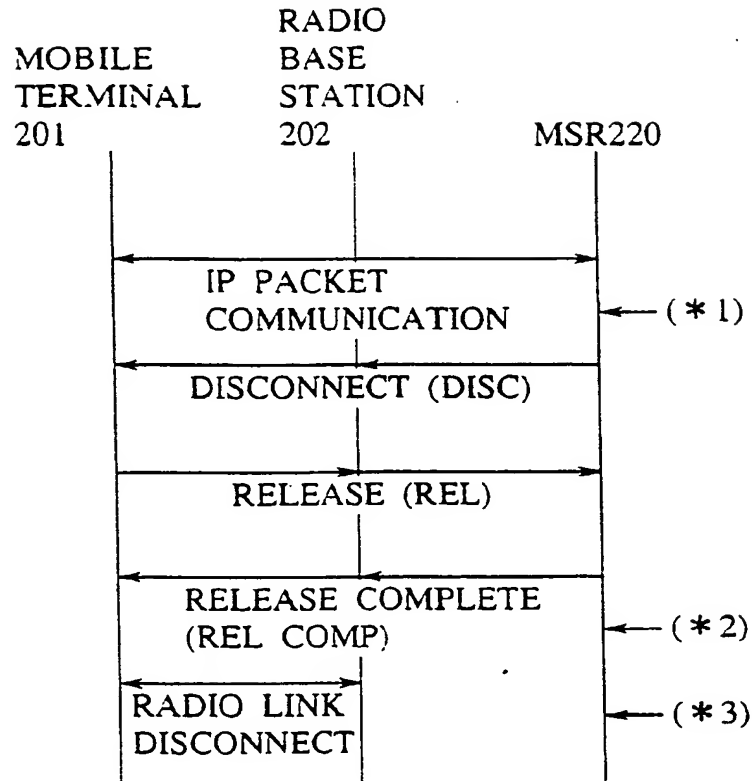 MOBILE
TERMINAL
201
RADIO
BASE
STATION
202
MSR220
IP PACKET
COMMUNICATION
(*1)
DISCONNECT (DISC)
RELEASE (REL)
RELEASE COMPLETE
(REL COMP)
(*2)
RADIO LINK
DISCONNECT
(*3)